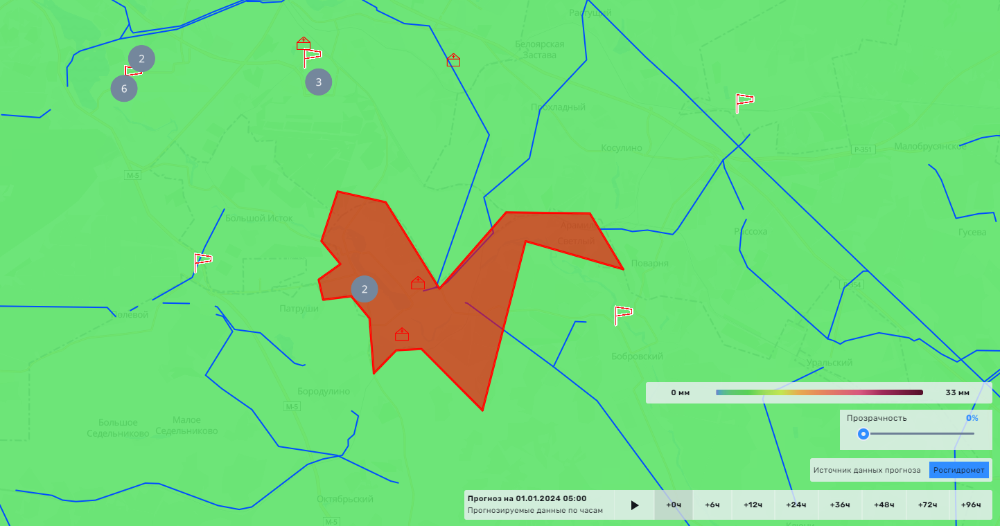 Растущий
Белоярская
Застава
2
3
6
Прохладный
Косулино
Р-351
Малобрусянское
М-5
Большой Исток
Арамиль
Светлый
Рассоха
Гусева
Поварня
Р-354
2
Патруши
Полевой
Бобровский
Уральский
Бородулино
М-5
Большое
Седельниково
Малое
Седельниково
Октябрьский
М-5
Ключи
0 мм
33 мм
Прозрачность
0%
Источник данных прогноза
Росгидромет
Прогноз на 01.01.2024 05:00
Прогнозируемые данные по часам
+0ч
+6ч
+12ч
+24ч
+36ч
+48ч
+72ч
+96ч